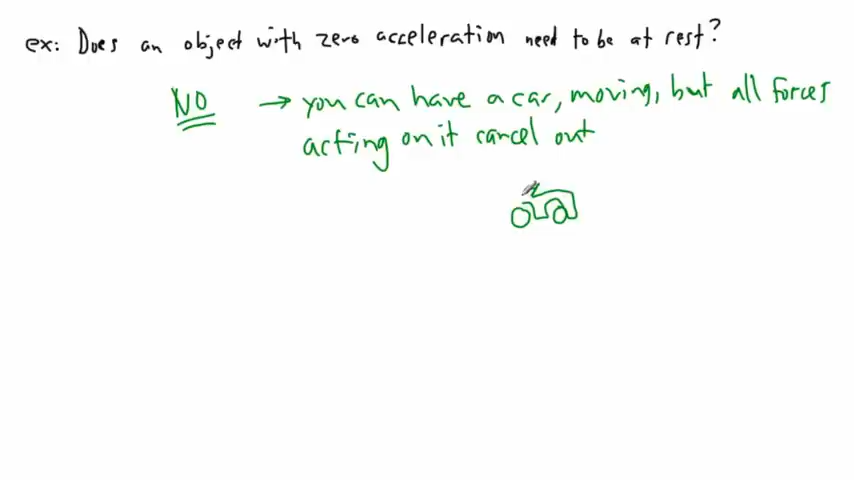 ex: Does an object with zero acceleration need to be at rest?
NO → you can have a car, moving, but all forces
acting on it cancel out